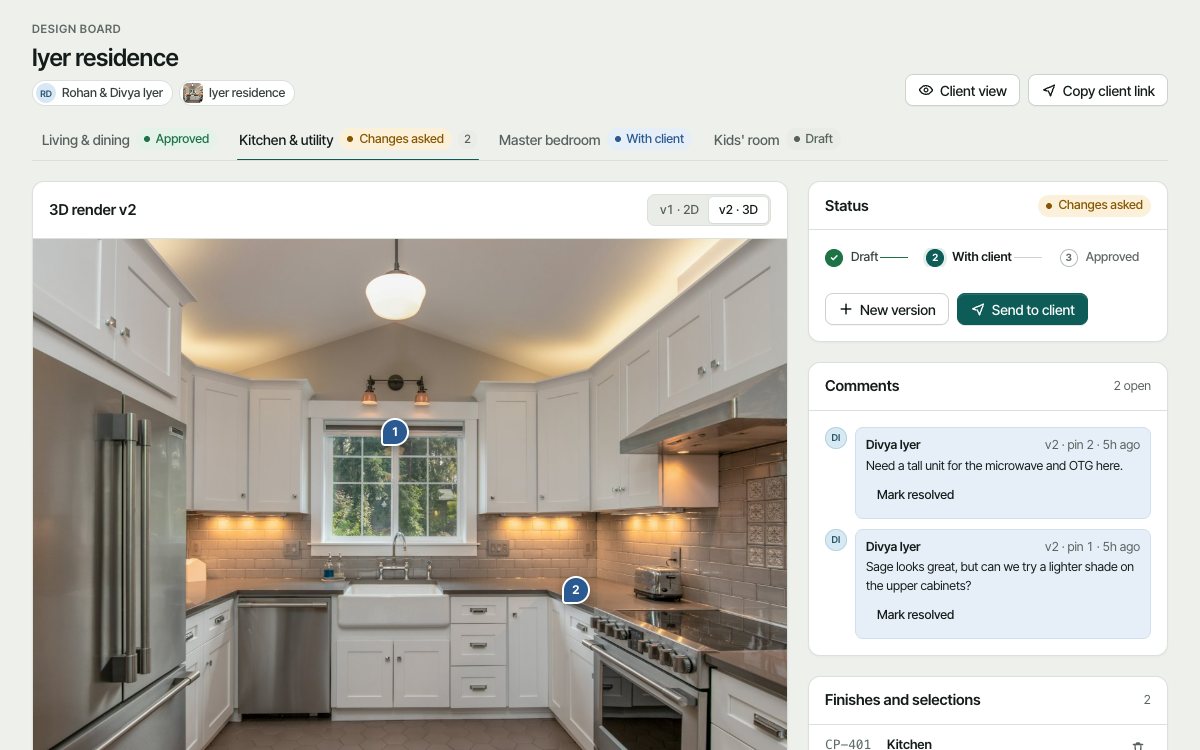 DESIGN BOARD
Iyer residence
RD Rohan & Divya Iyer
Iyer residence
Client view
Copy client link
Living & dining
Approved
Kitchen & utility
Changes asked
2
Master bedroom
With client
Kids' room
Draft
3D render v2
v1 · 2D
v2 · 3D
1
2
Status
Changes asked
Draft
2 With client
3 Approved
New version
Send to client
Comments
2 open
DI
Divya Iyer
v2 · pin 2 · 5h ago
Need a tall unit for the microwave and OTG here.
Mark resolved
DI
Divya Iyer
v2 · pin 1 · 5h ago
Sage looks great, but can we try a lighter shade on
the upper cabinets?
Mark resolved
Finishes and selections
2
CP-401
Kitchen